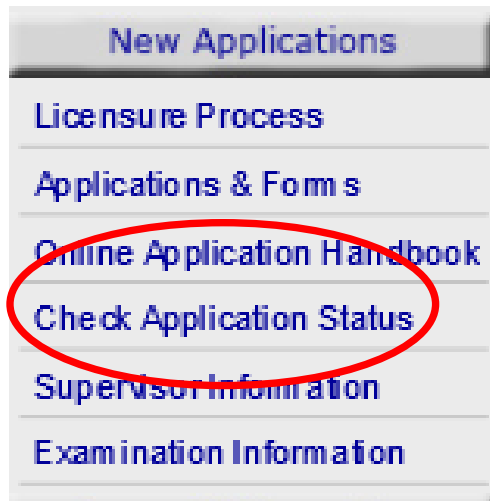 New Applications
Licensure Process
Applications & Forms
Online Application Handbook
Check Application Status
Supervisor Information
Examination Information